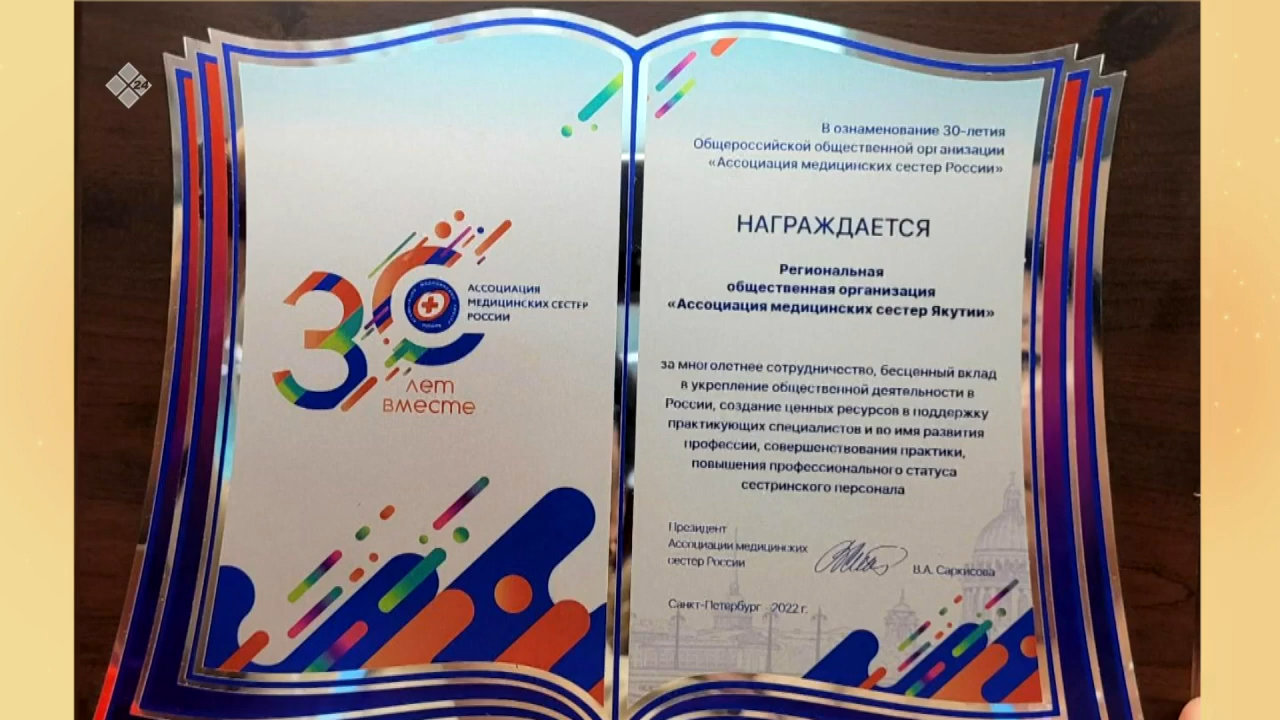 24
30
АССОЦИАЦИЯ
МЕДИЦИНСКИХ СЕСТЕР
РОССИИ
лет
вместе
В ознаменование 30-летия
Общероссийской общественной организации
«Ассоциация медицинских сестер России»
НАГРАЖДАЕТСЯ
Региональная
общественная организация
«Ассоциация медицинских сестер Якутии»
за многолетнее сотрудничество, бесценный вклад
в укрепление общественной деятельности в
России, создание ценных ресурсов в поддержку
практикующих специалистов и во имя развития
профессии, совершенствования практики,
повышения профессионального статуса
сестринского персонала
Президент
Ассоциации медицинских
сестер России
В.А. Саркисова
Санкт-Петербург 2022 г.